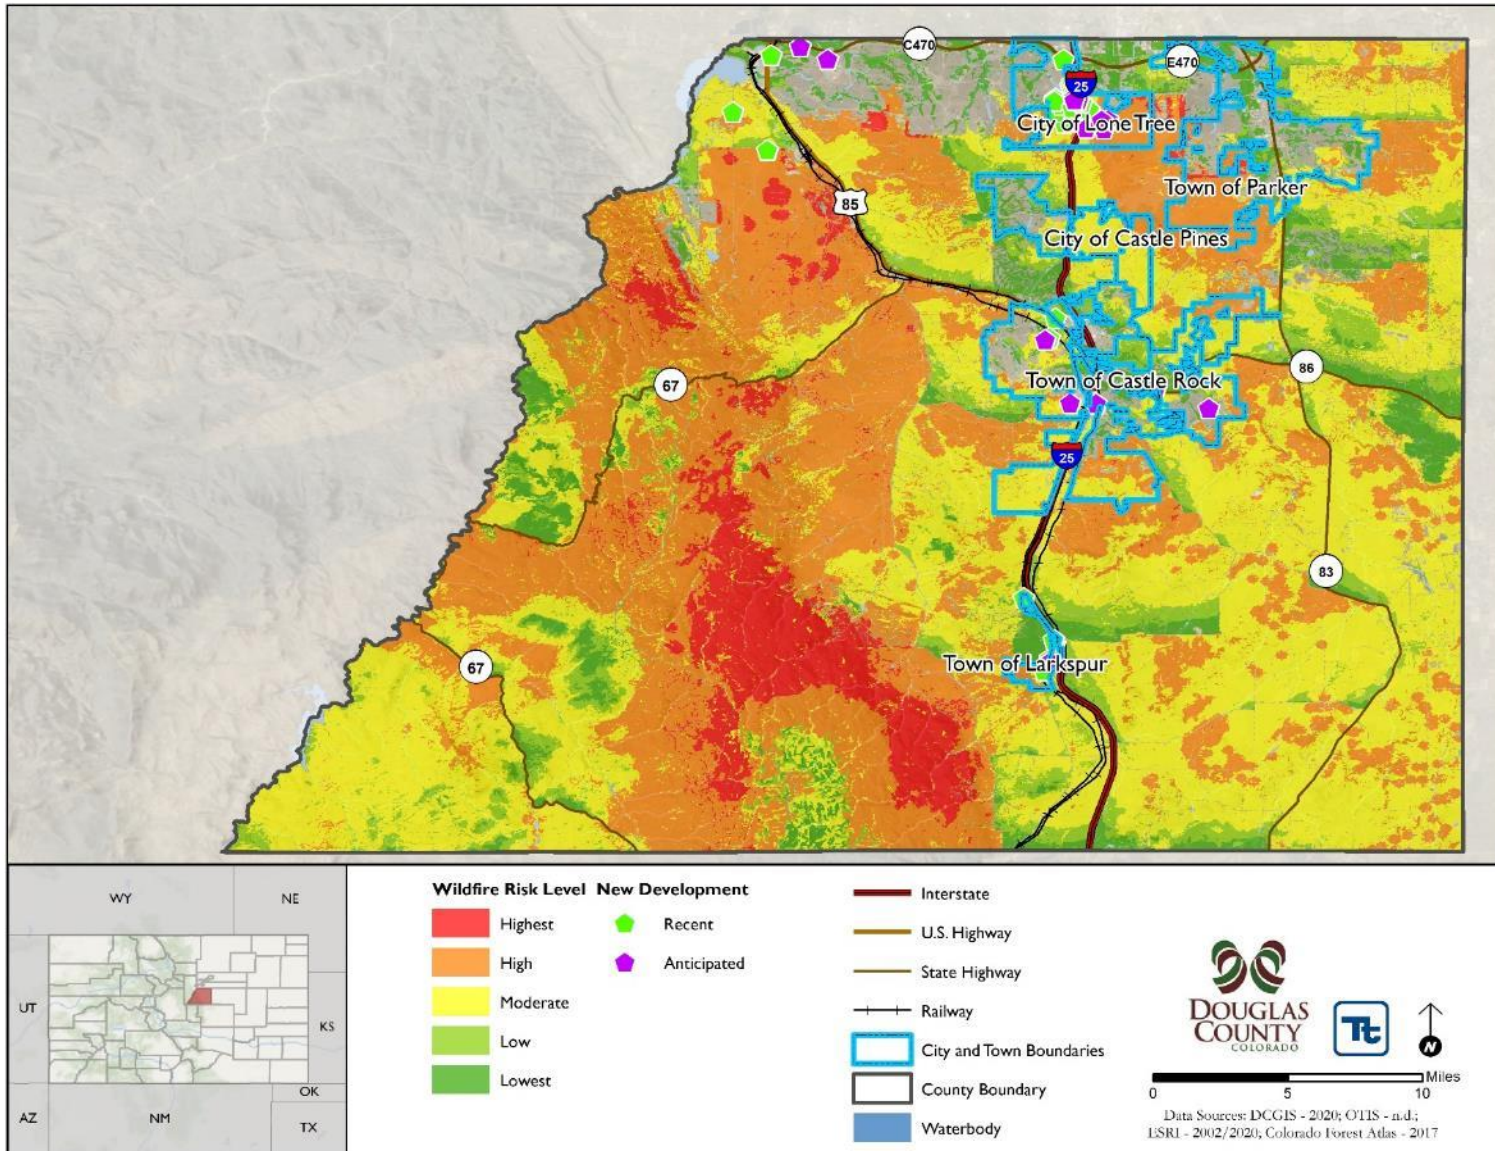 C470
E470
25
City of Lone Tree
Town of Parker
85
City of Castle Pines
86
67
Town of Castle Rock
25
83
67
Town of Larkspur
WY
NE
UT
KS
OK
AZ
NM
TX
Wildfire Risk Level
Highest
High
Moderate
Low
Lowest
New Development
Recent
Anticipated
Interstate
U.S. Highway
State Highway
Railway
City and Town Boundaries
County Boundary
Waterbody
DOUGLAS
COUNTY
COLORADO
Tt
N
Miles
0 5 10
Data Sources: DCGIS - 2020; OTIS - n.d.;
ESRI - 2002/2020; Colorado Forest Atlas - 2017